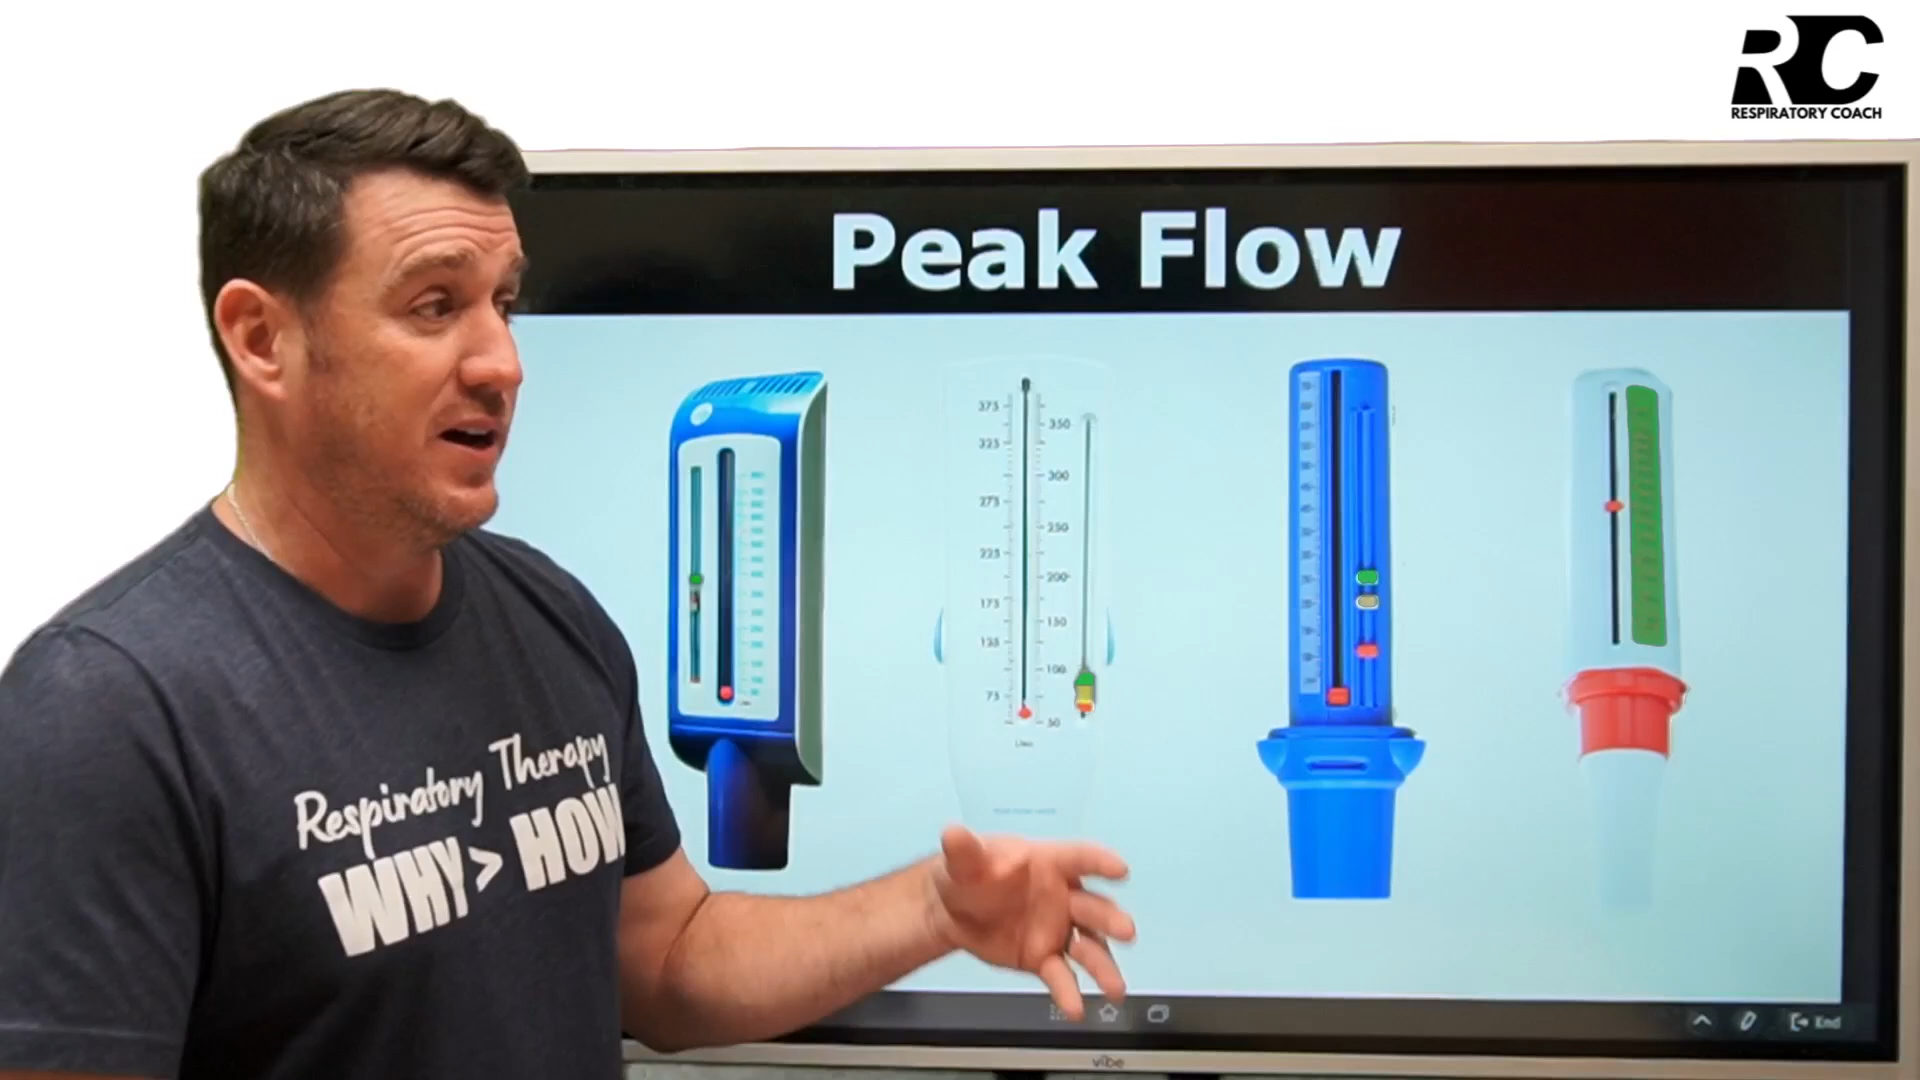 RC
RESPIRATORY COACH
Peak Flow
375
325
275
225
175
125
75
350
300
250
200
150
100
50
Respiratory Therapy
WHY > HOW
End
vibe